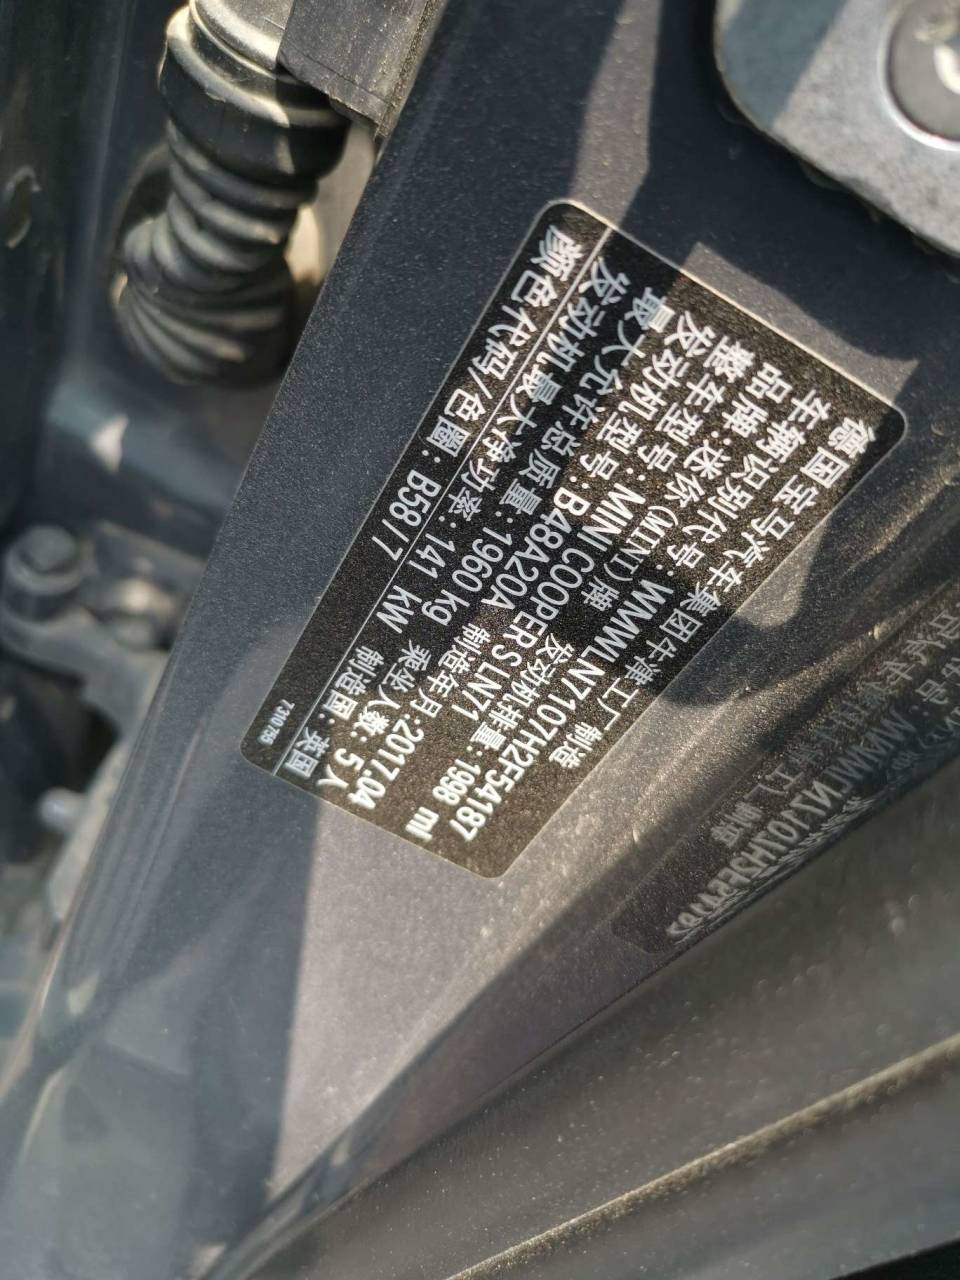 德国宝马汽车集团牛津工厂制造
车辆识别代号: WMWLN7107H2F54187
品牌: 迷你(MINI)牌 发动机排量: 1998 ml
整车型号: MINI COOPER S LN71
发动机型号: B48A20A 制造年月: 2017.04
最大允许总质量: 1960 kg 乘坐人数: 5 人
发动机最大净功率: 141 kW 制造国: 英国
颜色代码/色圈: B58/7